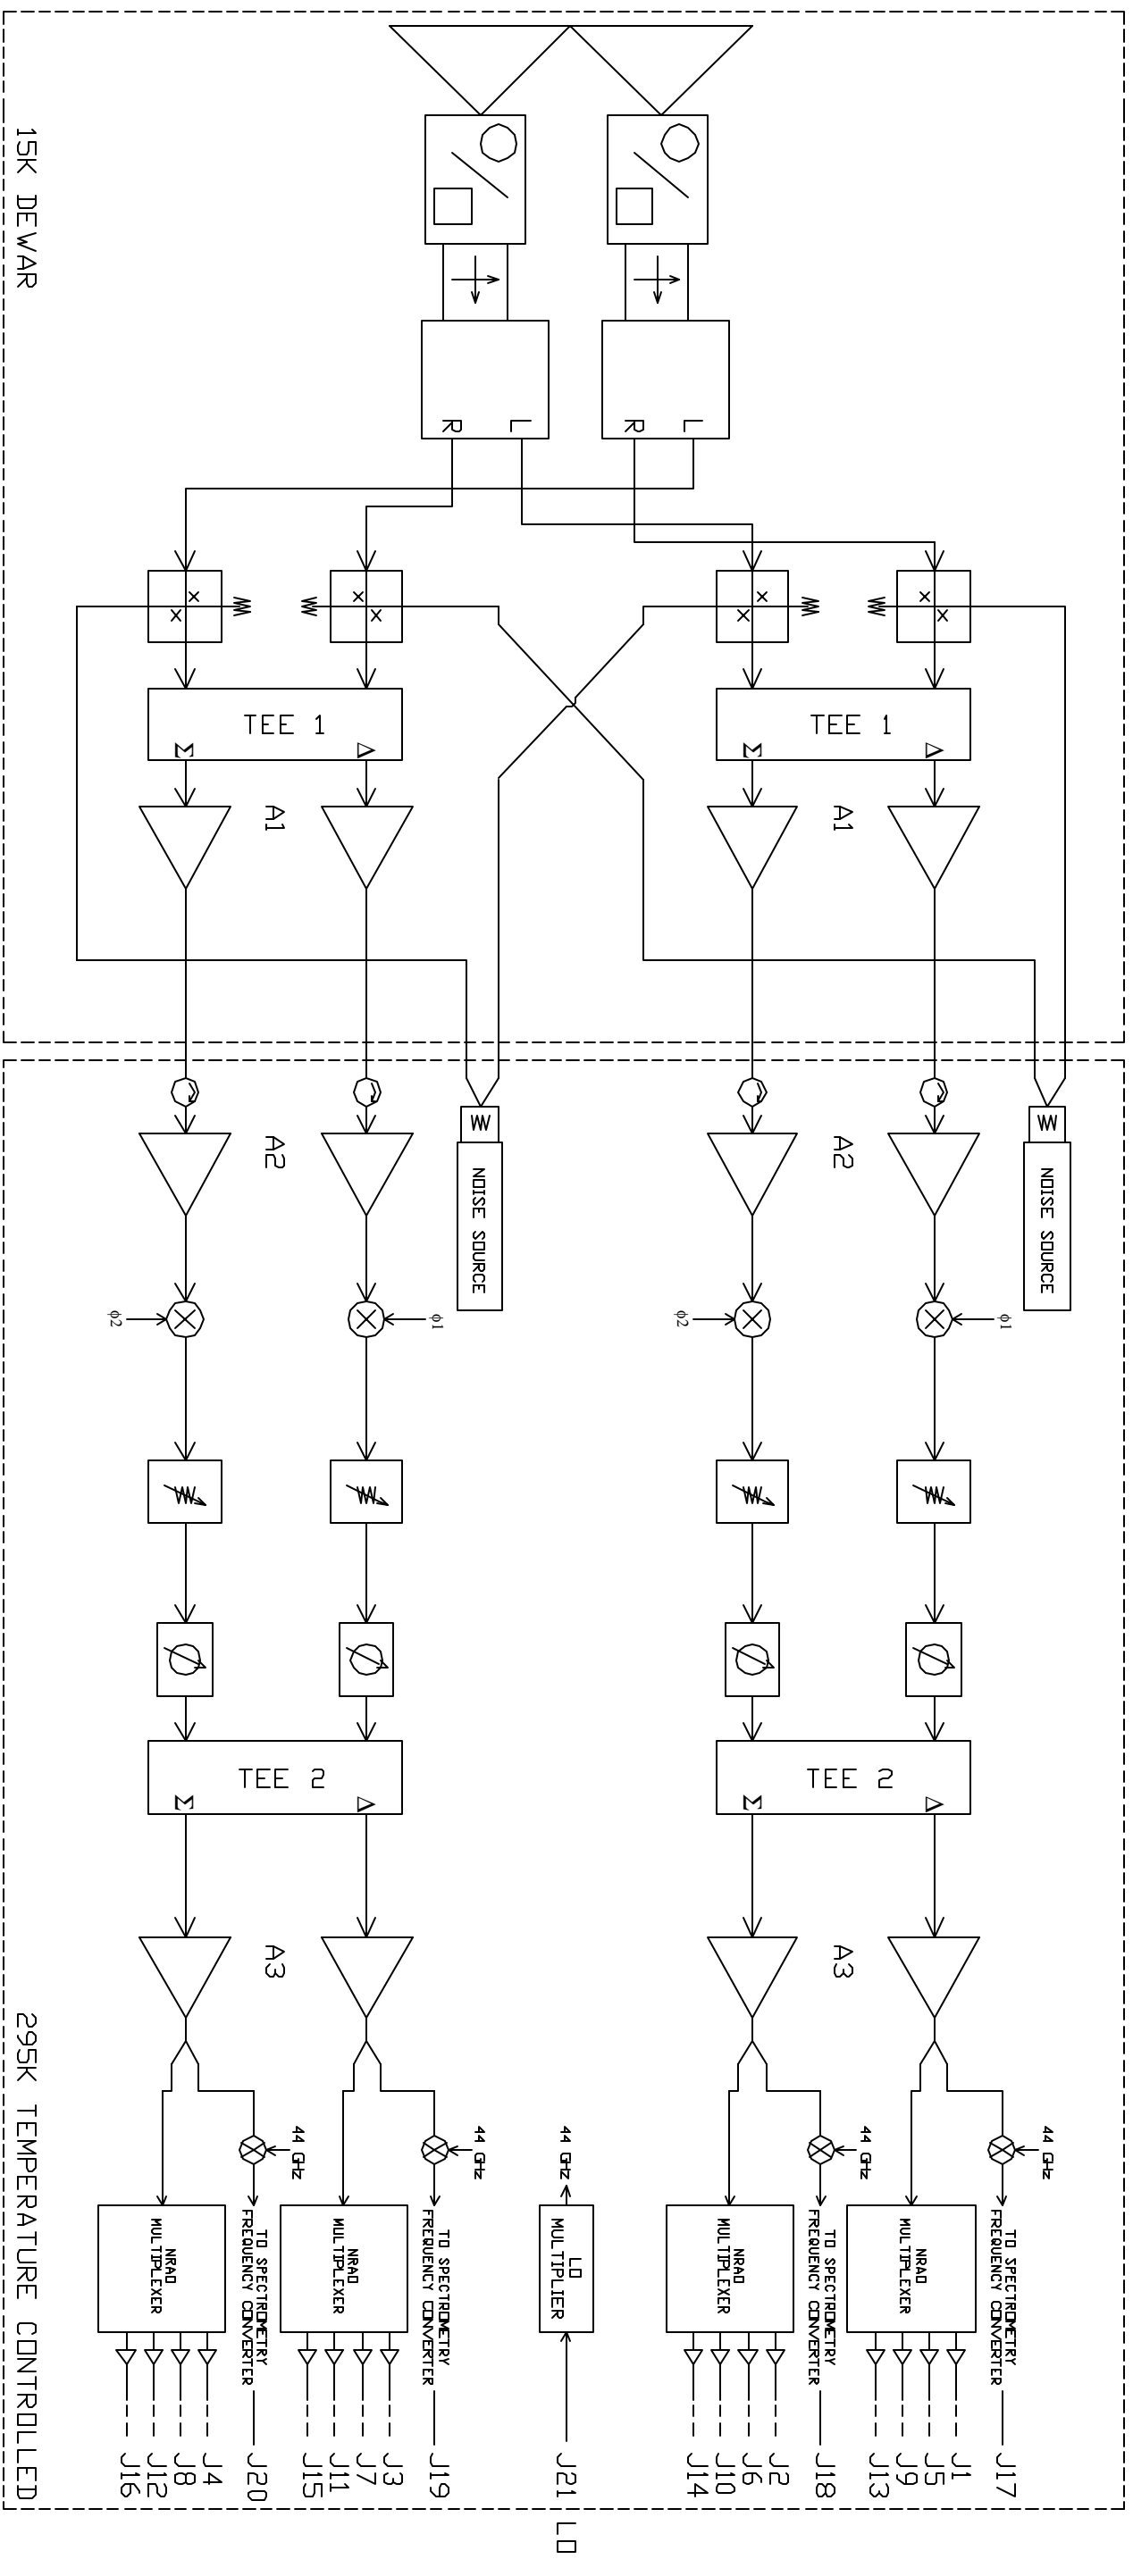 NOISE SOURCE
ϕ1
44 GHz
TO SPECTROMETRY
FREQUENCY CONVERTER
J17
TEE 1
Δ
Σ
TEE 2
Δ
Σ
NRAO
MULTIPLEXER
J1
J5
J9
J13
A1
A2
A3
44 GHz
TO SPECTROMETRY
FREQUENCY CONVERTER
J18
ϕ2
NRAO
MULTIPLEXER
J2
J6
J10
J14
L
R
44 GHz
LO
MULTIPLIER
J21 LO
L
R
NOISE SOURCE
ϕ1
44 GHz
TO SPECTROMETRY
FREQUENCY CONVERTER
J19
TEE 1
Δ
Σ
TEE 2
Δ
Σ
NRAO
MULTIPLEXER
J3
J7
J11
J15
A1
A2
A3
44 GHz
TO SPECTROMETRY
FREQUENCY CONVERTER
J20
ϕ2
NRAO
MULTIPLEXER
J4
J8
J12
J16
15K DEWAR
295K TEMPERATURE CONTROLLED